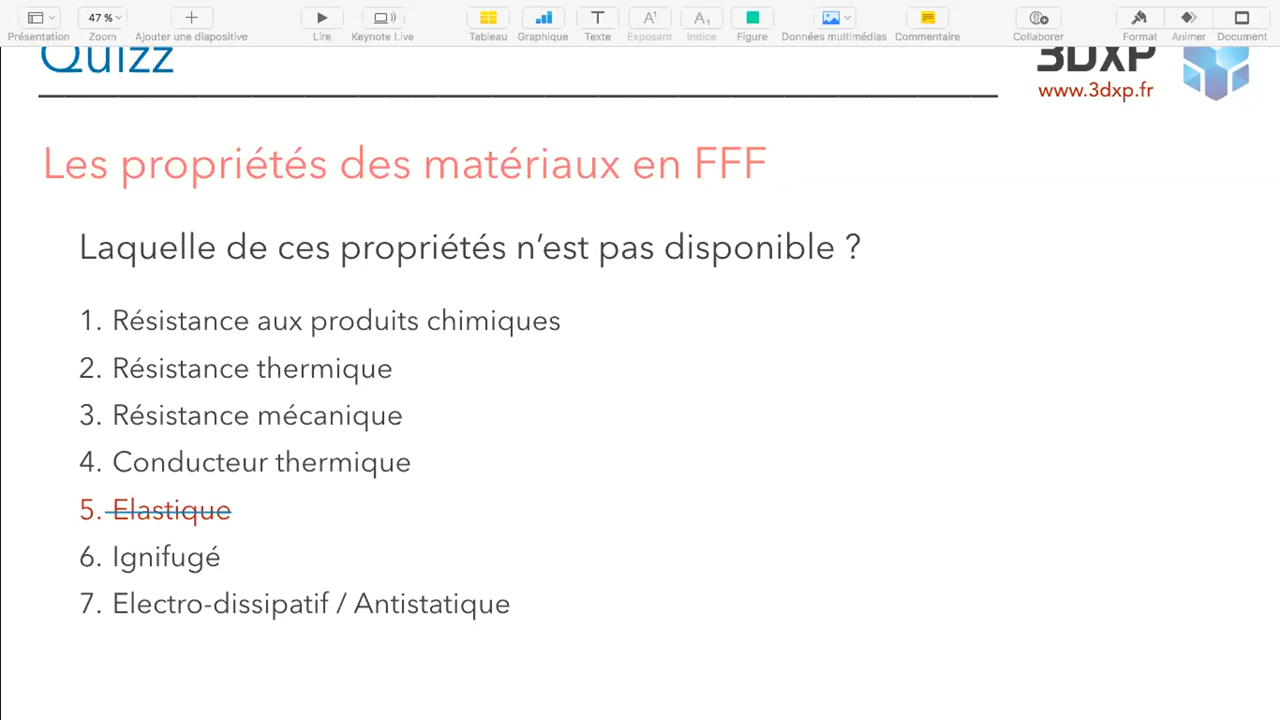 47 %
Présentation Zoom Ajouter une diapositive Lire Keynote Live Tableau Graphique Texte Exposant Indice Figure Données multimédias Commentaire Collaborer Format Animer Document
Quizz
3DXP
www.3dxp.fr
Les propriétés des matériaux en FFF
Laquelle de ces propriétés n’est pas disponible ?
1. Résistance aux produits chimiques
2. Résistance thermique
3. Résistance mécanique
4. Conducteur thermique
5. Elastique
6. Ignifugé
7. Electro-dissipatif / Antistatique